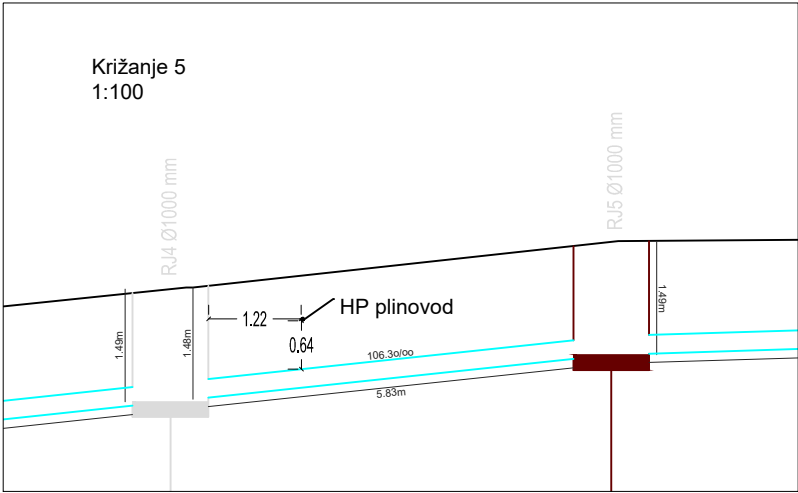 Križanje 5
1:100
RJ4 Ø1000 mm
RJ5 Ø1000 mm
1.49m
1.48m
1.22
HP plinovod
0.64
1.49m
106.3o/oo
5.83m